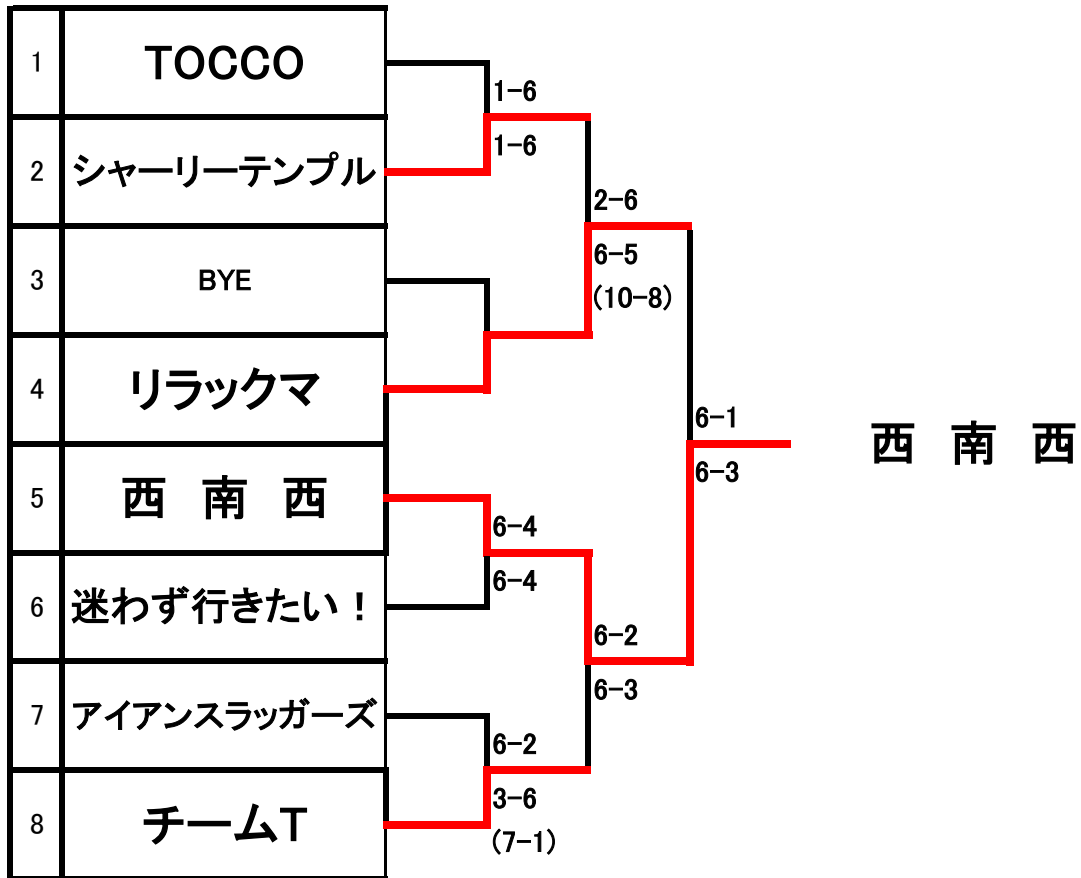 1 TOCCO
2 シャーリーテンプル
3 BYE
4 リラックマ
5 西 南 西
6 迷わず行きたい！
7 アイアンスラッガーズ
8 チームT
1-6
1-6
6-4
6-4
6-2
3-6
(7-1)
2-6
6-5
(10-8)
6-2
6-3
6-1
6-3
西 南 西